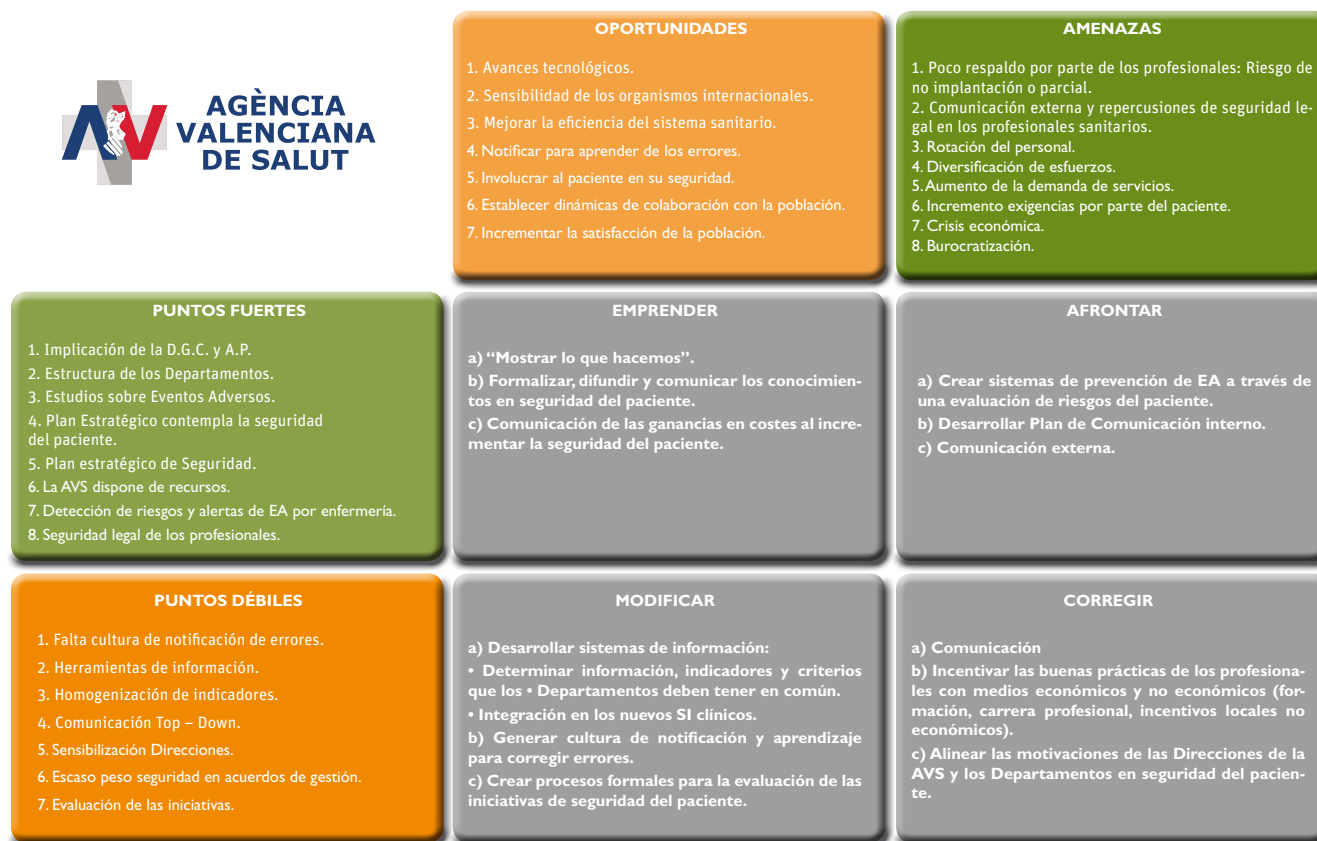 AGÈNCIA
VALENCIANA
DE SALUT
OPORTUNIDADES
1. Avances tecnológicos.
2. Sensibilidad de los organismos internacionales.
3. Mejorar la eficiencia del sistema sanitario.
4. Notificar para aprender de los errores.
5. Involucrar al paciente en su seguridad.
6. Establecer dinámicas de colaboración con la población.
7. Incrementar la satisfacción de la población.
AMENAZAS
1. Poco respaldo por parte de los profesionales: Riesgo de
no implantación o parcial.
2. Comunicación externa y repercusiones de seguridad le-
gal en los profesionales sanitarios.
3. Rotación del personal.
4. Diversificación de esfuerzos.
5. Aumento de la demanda de servicios.
6. Incremento exigencias por parte del paciente.
7. Crisis económica.
8. Burocratización.
PUNTOS FUERTES
1. Implicación de la D.G.C. y A.P.
2. Estructura de los Departamentos.
3. Estudios sobre Eventos Adversos.
4. Plan Estratégico contempla la seguridad
del paciente.
5. Plan estratégico de Seguridad.
6. La AVS dispone de recursos.
7. Detección de riesgos y alertas de EA por enfermería.
8. Seguridad legal de los profesionales.
EMPRENDER
a) “Mostrar lo que hacemos”.
b) Formalizar, difundir y comunicar los conocimien-
tos en seguridad del paciente.
c) Comunicación de las ganancias en costes al incre-
mentar la seguridad del paciente.
AFRONTAR
a) Crear sistemas de prevención de EA a través de
una evaluación de riesgos del paciente.
b) Desarrollar Plan de Comunicación interno.
c) Comunicación externa.
PUNTOS DÉBILES
1. Falta cultura de notificación de errores.
2. Herramientas de información.
3. Homogenización de indicadores.
4. Comunicación Top – Down.
5. Sensibilización Direcciones.
6. Escaso peso seguridad en acuerdos de gestión.
7. Evaluación de las iniciativas.
MODIFICAR
a) Desarrollar sistemas de información:
• Determinar información, indicadores y criterios
que los • Departamentos deben tener en común.
• Integración en los nuevos SI clínicos.
b) Generar cultura de notificación y aprendizaje
para corregir errores.
c) Crear procesos formales para la evaluación de las
iniciativas de seguridad del paciente.
CORREGIR
a) Comunicación
b) Incentivar las buenas prácticas de los profesiona-
les con medios económicos y no económicos (for-
mación, carrera profesional, incentivos locales no
económicos).
c) Alinear las motivaciones de las Direcciones de la
AVS y los Departamentos en seguridad del pacien-
te.